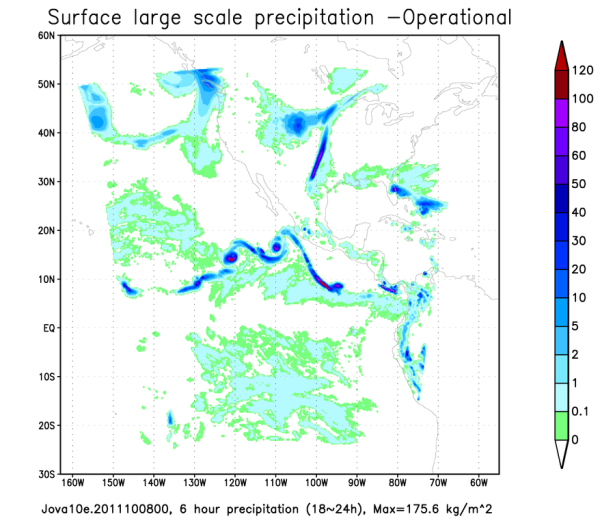 Surface large scale precipitation −Operational
60N
50N
40N
30N
20N
10N
EQ
10S
20S
30S
160W 150W 140W 130W 120W 110W 100W 90W 80W 70W
120
100
80
60
50
40
30
20
10
5
2
1
0.1
0
Jova10e.2011100800, 6 hour precipitation (18~24h), Max=175.6 kg/m^2